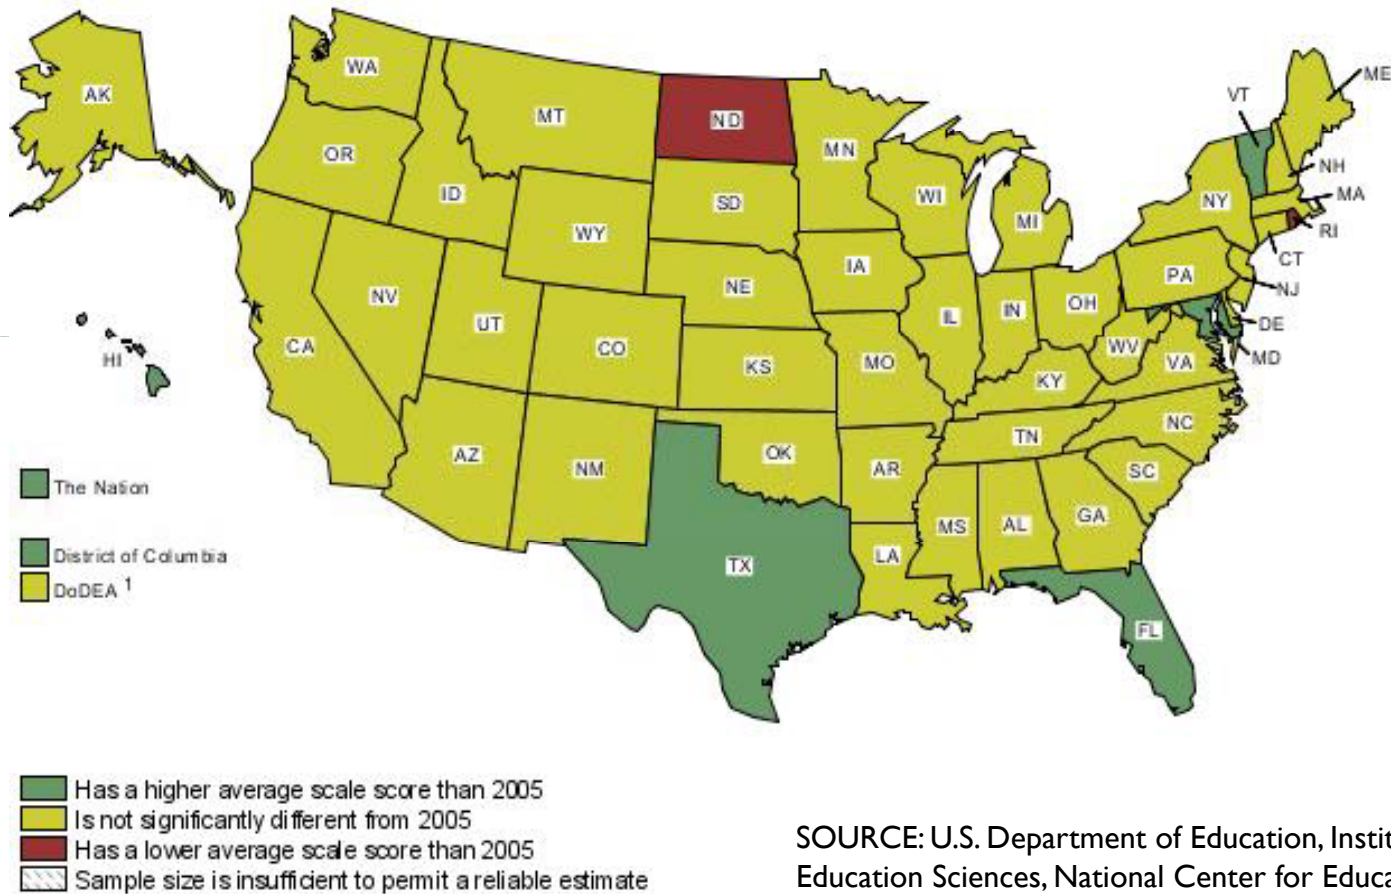 AK
WA
MT
ND
MN
OR
ID
WY
SD
WI
MI
NY
VT
ME
NH
MA
RI
CT
NJ
PA
DE
MD
NV
UT
CO
NE
IA
IL
IN
OH
WV
VA
CA
KS
MO
KY
NC
HI
AZ
NM
OK
AR
TN
SC
TX
LA
MS
AL
GA
FL
The Nation
District of Columbia
DoDEA 1
Has a higher average scale score than 2005
Is not significantly different from 2005
Has a lower average scale score than 2005
Sample size is insufficient to permit a reliable estimate
SOURCE: U.S. Department of Education, Instit
Education Sciences, National Center for Educa